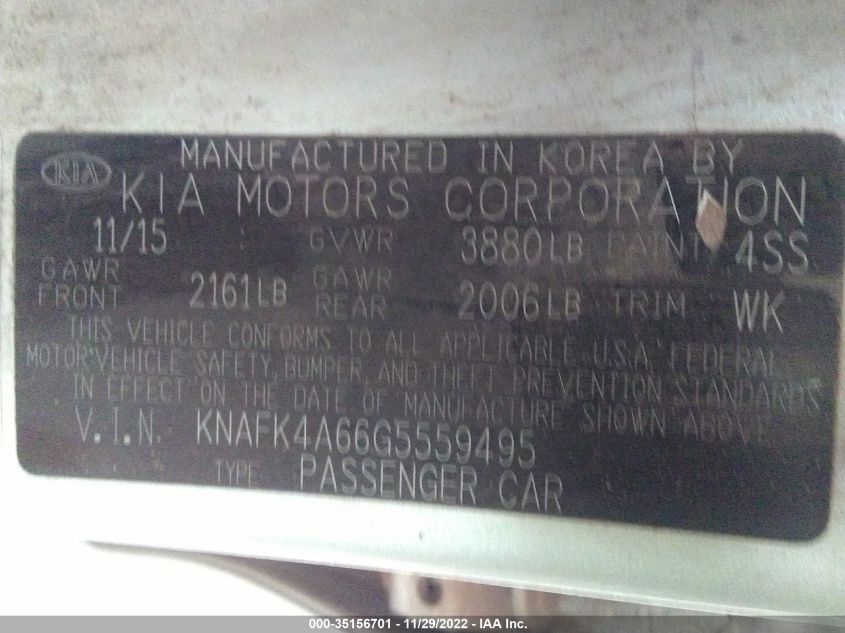 MANUFACTURED IN KOREA BY
KIA KIA MOTORS CORPORATION
11/15 : GVWR 3880LB PAINT 4SS
GAWR FRONT 2161LB GAWR REAR 2006LB TRIM WK
THIS VEHICLE CONFORMS TO ALL APPLICABLE U.S.A. FEDERAL
MOTOR VEHICLE SAFETY, BUMPER, AND THEFT PREVENTION STANDARDS
IN EFFECT ON THE DATE OF MANUFACTURE SHOWN ABOVE
V.I.N. KNAFK4A66G5559495
TYPE PASSENGER CAR
000-35156701 - 11/29/2022 - IAA Inc.